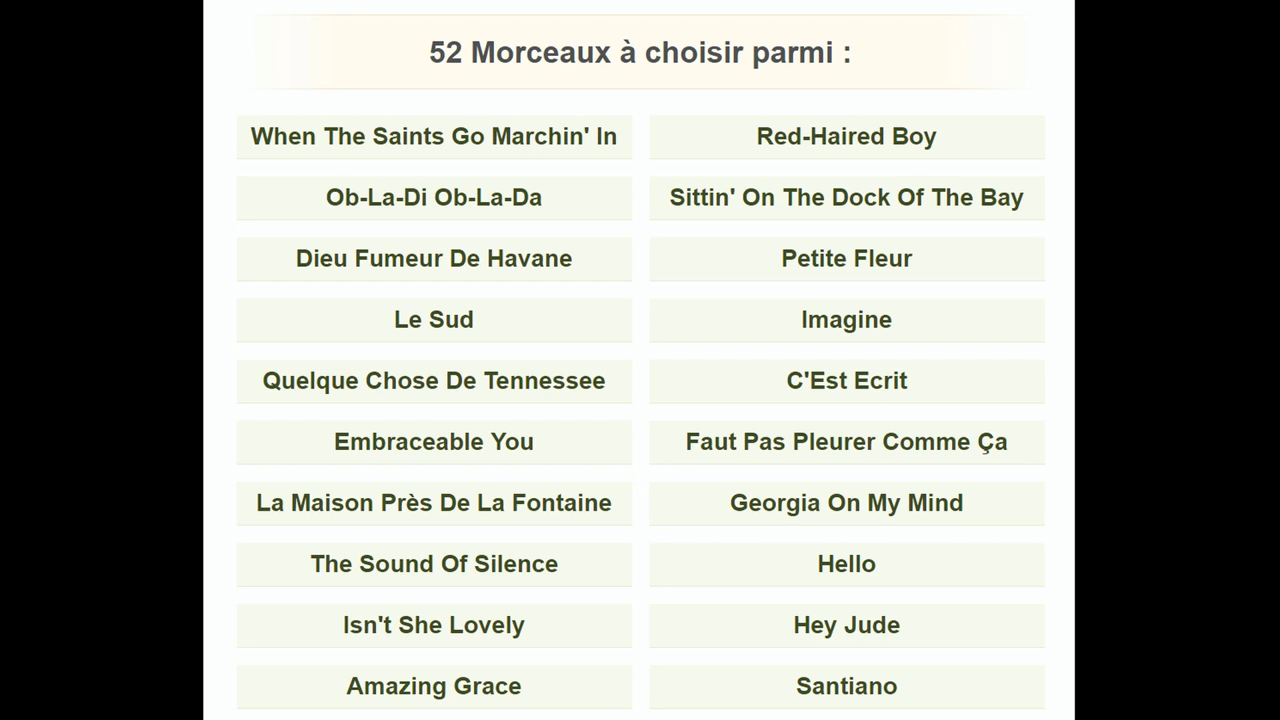 52 Morceaux à choisir parmi :
When The Saints Go Marchin' In
Red-Haired Boy
Ob-La-Di Ob-La-Da
Sittin' On The Dock Of The Bay
Dieu Fumeur De Havane
Petite Fleur
Le Sud
Imagine
Quelque Chose De Tennessee
C'Est Ecrit
Embraceable You
Faut Pas Pleurer Comme Ça
La Maison Près De La Fontaine
Georgia On My Mind
The Sound Of Silence
Hello
Isn't She Lovely
Hey Jude
Amazing Grace
Santiano